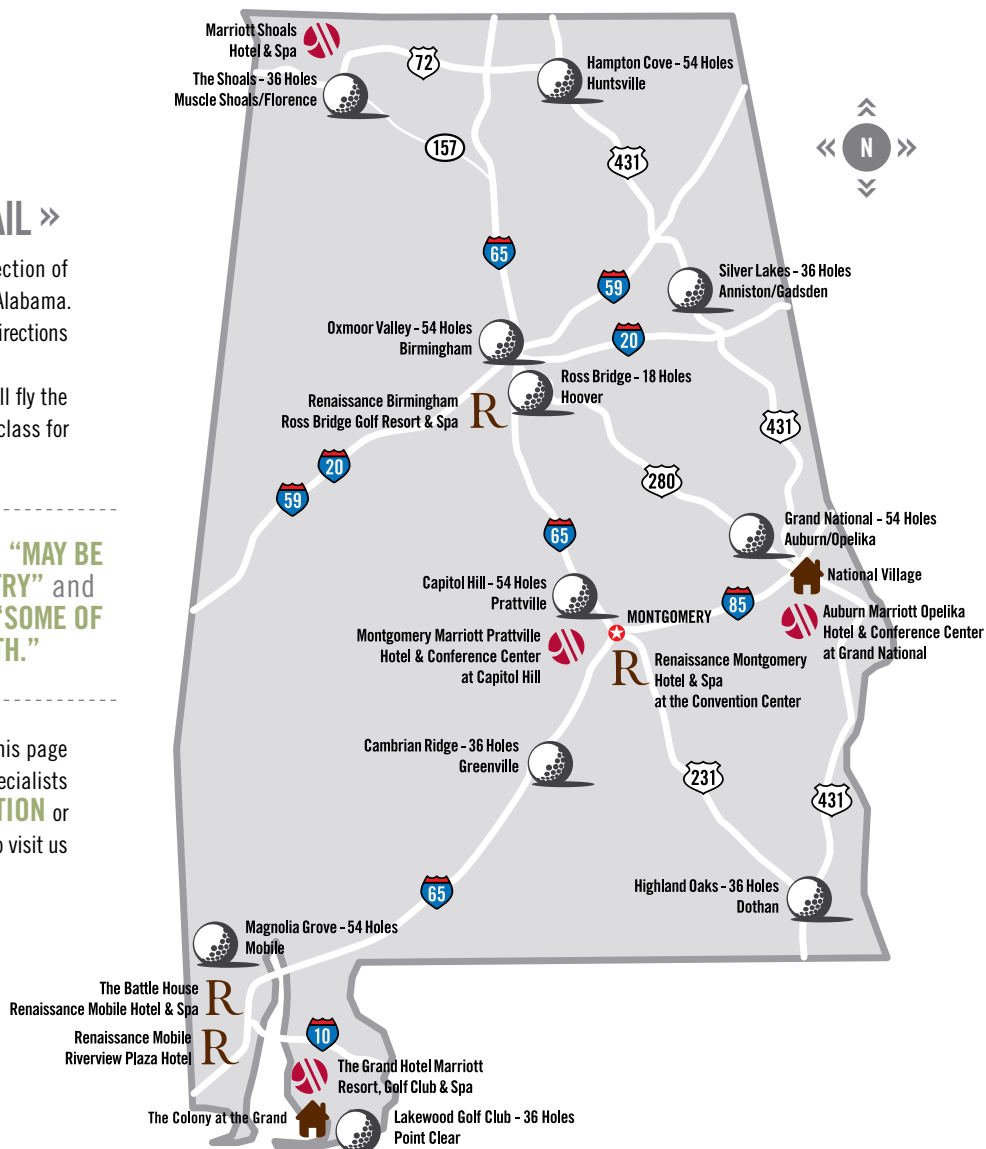 AIL »
ection of
Alabama.
irections
ll fly the
class for
“MAY BE
TRY” and
“SOME OF
TH.”
his page
ecialists
TION or
o visit us
Marriott Shoals
Hotel & Spa
The Shoals - 36 Holes
Muscle Shoals/Florence
72
Hampton Cove - 54 Holes
Huntsville
N
157
431
65
59
Silver Lakes - 36 Holes
Anniston/Gadsden
Oxmoor Valley - 54 Holes
Birmingham
20
Ross Bridge - 18 Holes
Hoover
Renaissance Birmingham
Ross Bridge Golf Resort & Spa
R
431
20
59
280
65
Grand National - 54 Holes
Auburn/Opelika
National Village
Capitol Hill - 54 Holes
Prattville
85
MONTGOMERY
Auburn Marriott Opelika
Hotel & Conference Center
at Grand National
Montgomery Marriott Prattville
Hotel & Conference Center
at Capitol Hill
R
Renaissance Montgomery
Hotel & Spa
at the Convention Center
Cambrian Ridge - 36 Holes
Greenville
231
431
65
Highland Oaks - 36 Holes
Dothan
Magnolia Grove - 54 Holes
Mobile
The Battle House
Renaissance Mobile Hotel & Spa
R
Renaissance Mobile
Riverview Plaza Hotel
R
10
The Grand Hotel Marriott
Resort, Golf Club & Spa
The Colony at the Grand
Lakewood Golf Club - 36 Holes
Point Clear